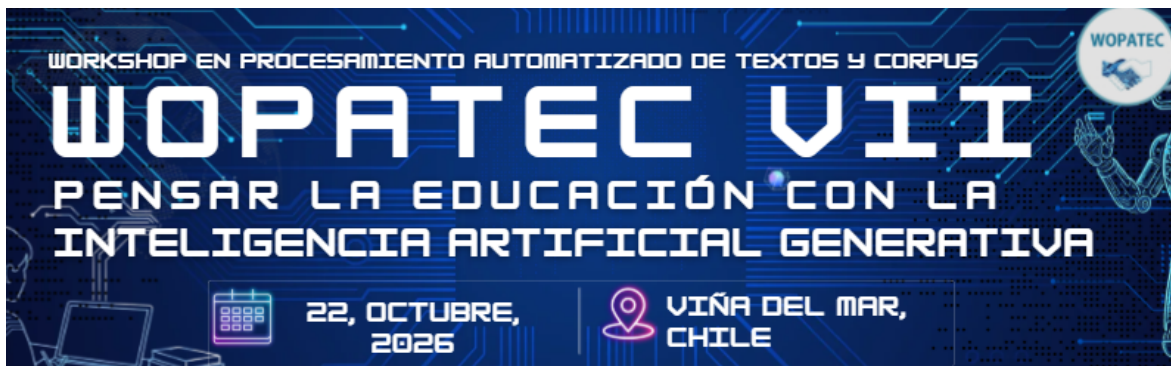 WORKSHOP EN PROCESAMIENTO AUTOMATIZADO DE TEXTOS Y CORPUS
WOPATEC
WOPATEC VII
PENSAR LA EDUCACIÓN CON LA
INTELIGENCIA ARTIFICIAL GENERATIVA
22, OCTUBRE,
2026
VIÑA DEL MAR,
CHILE